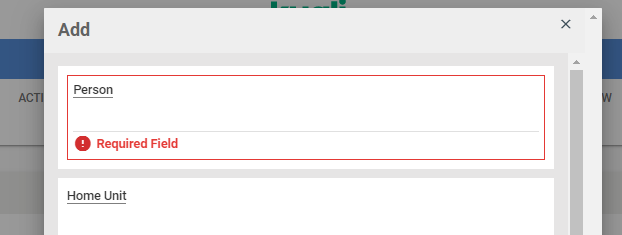 Add
ACTI
W
Person
Required Field
Home Unit